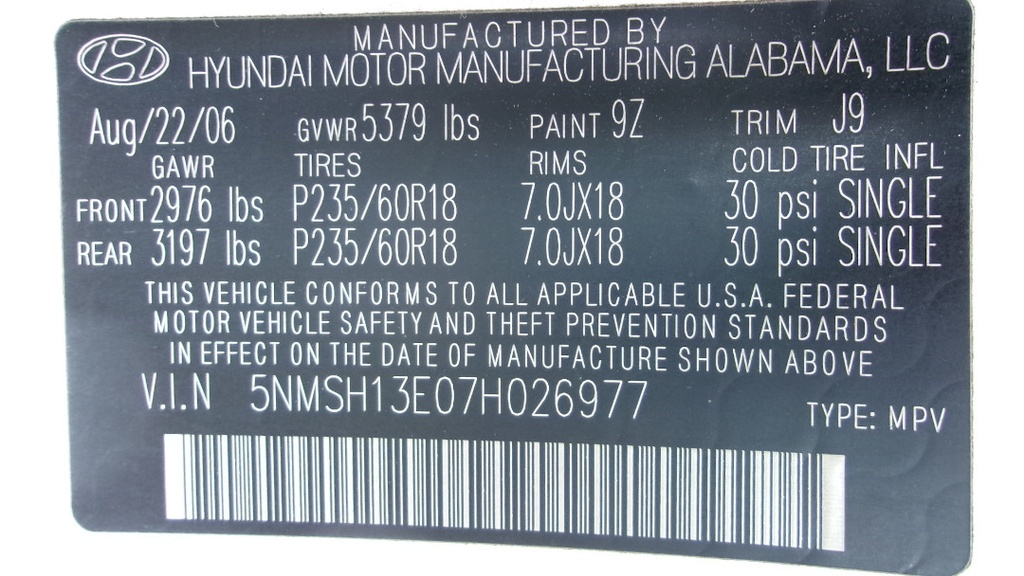 MANUFACTURED BY
HYUNDAI MOTOR MANUFACTURING ALABAMA, LLC
Aug/22/06 GVWR 5379 lbs PAINT 9Z TRIM J9
GAWR TIRES RIMS COLD TIRE INFL
FRONT 2976 lbs P235/60R18 7.0JX18 30 psi SINGLE
REAR 3197 lbs P235/60R18 7.0JX18 30 psi SINGLE
THIS VEHICLE CONFORMS TO ALL APPLICABLE U.S.A. FEDERAL
MOTOR VEHICLE SAFETY AND THEFT PREVENTION STANDARDS
IN EFFECT ON THE DATE OF MANUFACTURE SHOWN ABOVE
V.I.N 5NMSH13E07H026977
TYPE: MPV